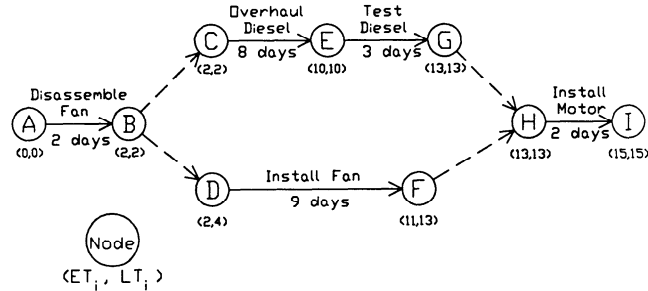 Overhaul
Diesel
8 days
Test
Diesel
3 days
C
(2,2)
E
(10,10)
G
(13,13)
Disassemble
Fan
2 days
A
(0,0)
B
(2,2)
Install
Motor
2 days
H
(13,13)
I
(15,15)
D
(2,4)
Install Fan
9 days
F
(11,13)
Node
(ETi, LTi)